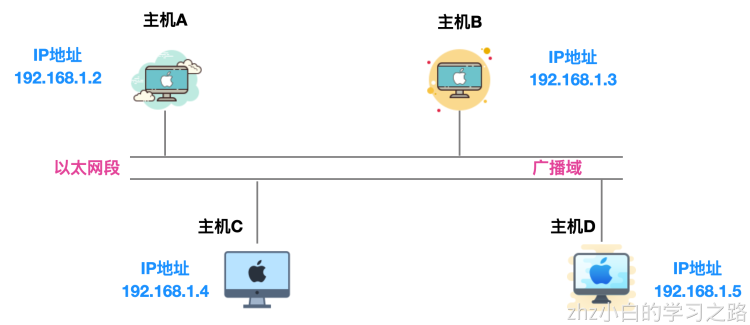 主机A
主机B
IP地址
192.168.1.2
IP地址
192.168.1.3
以太网段
广播域
主机C
主机D
IP地址
192.168.1.4
IP地址
192.168.1.5
zhz小白的学习之路